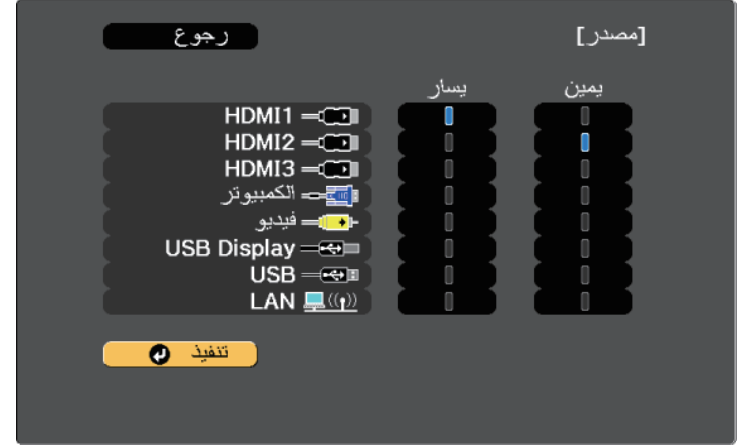 [مصدر] رجوع
يمين يسار
HDMI1
HDMI2
HDMI3
الكمبيوتر
فيديو
USB Display
USB
LAN
تنفيذ